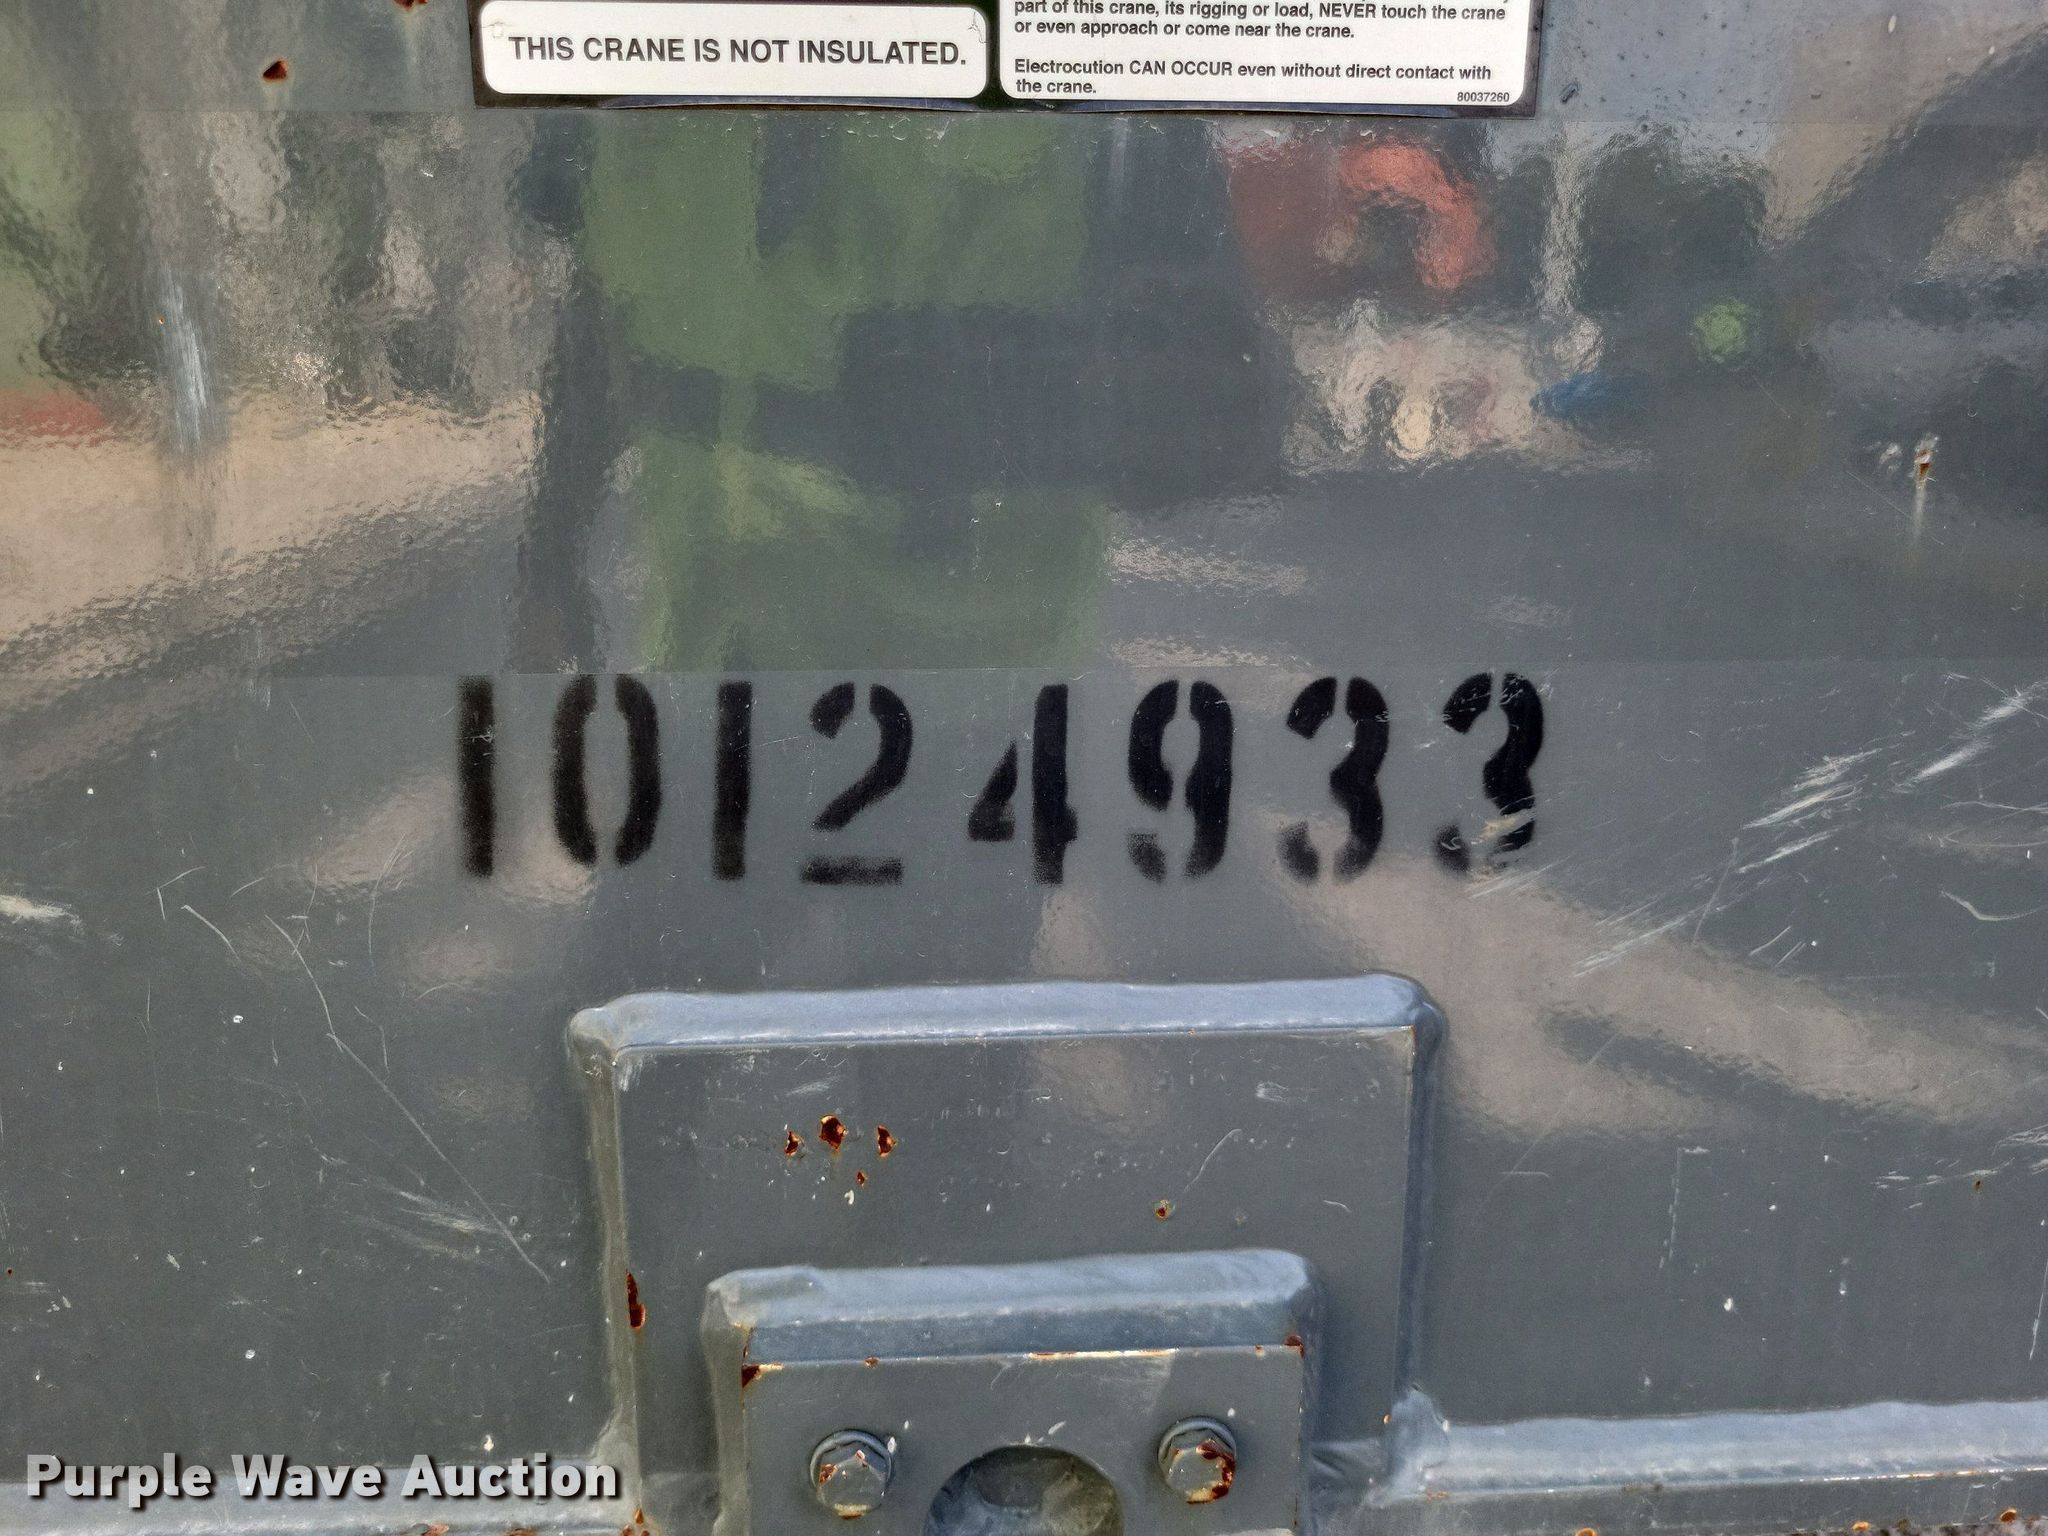 THIS CRANE IS NOT INSULATED.
part of this crane, its rigging or load, NEVER touch the crane
or even approach or come near the crane.
Electrocution CAN OCCUR even without direct contact with
the crane.
80037260
10124933
Purple Wave Auction